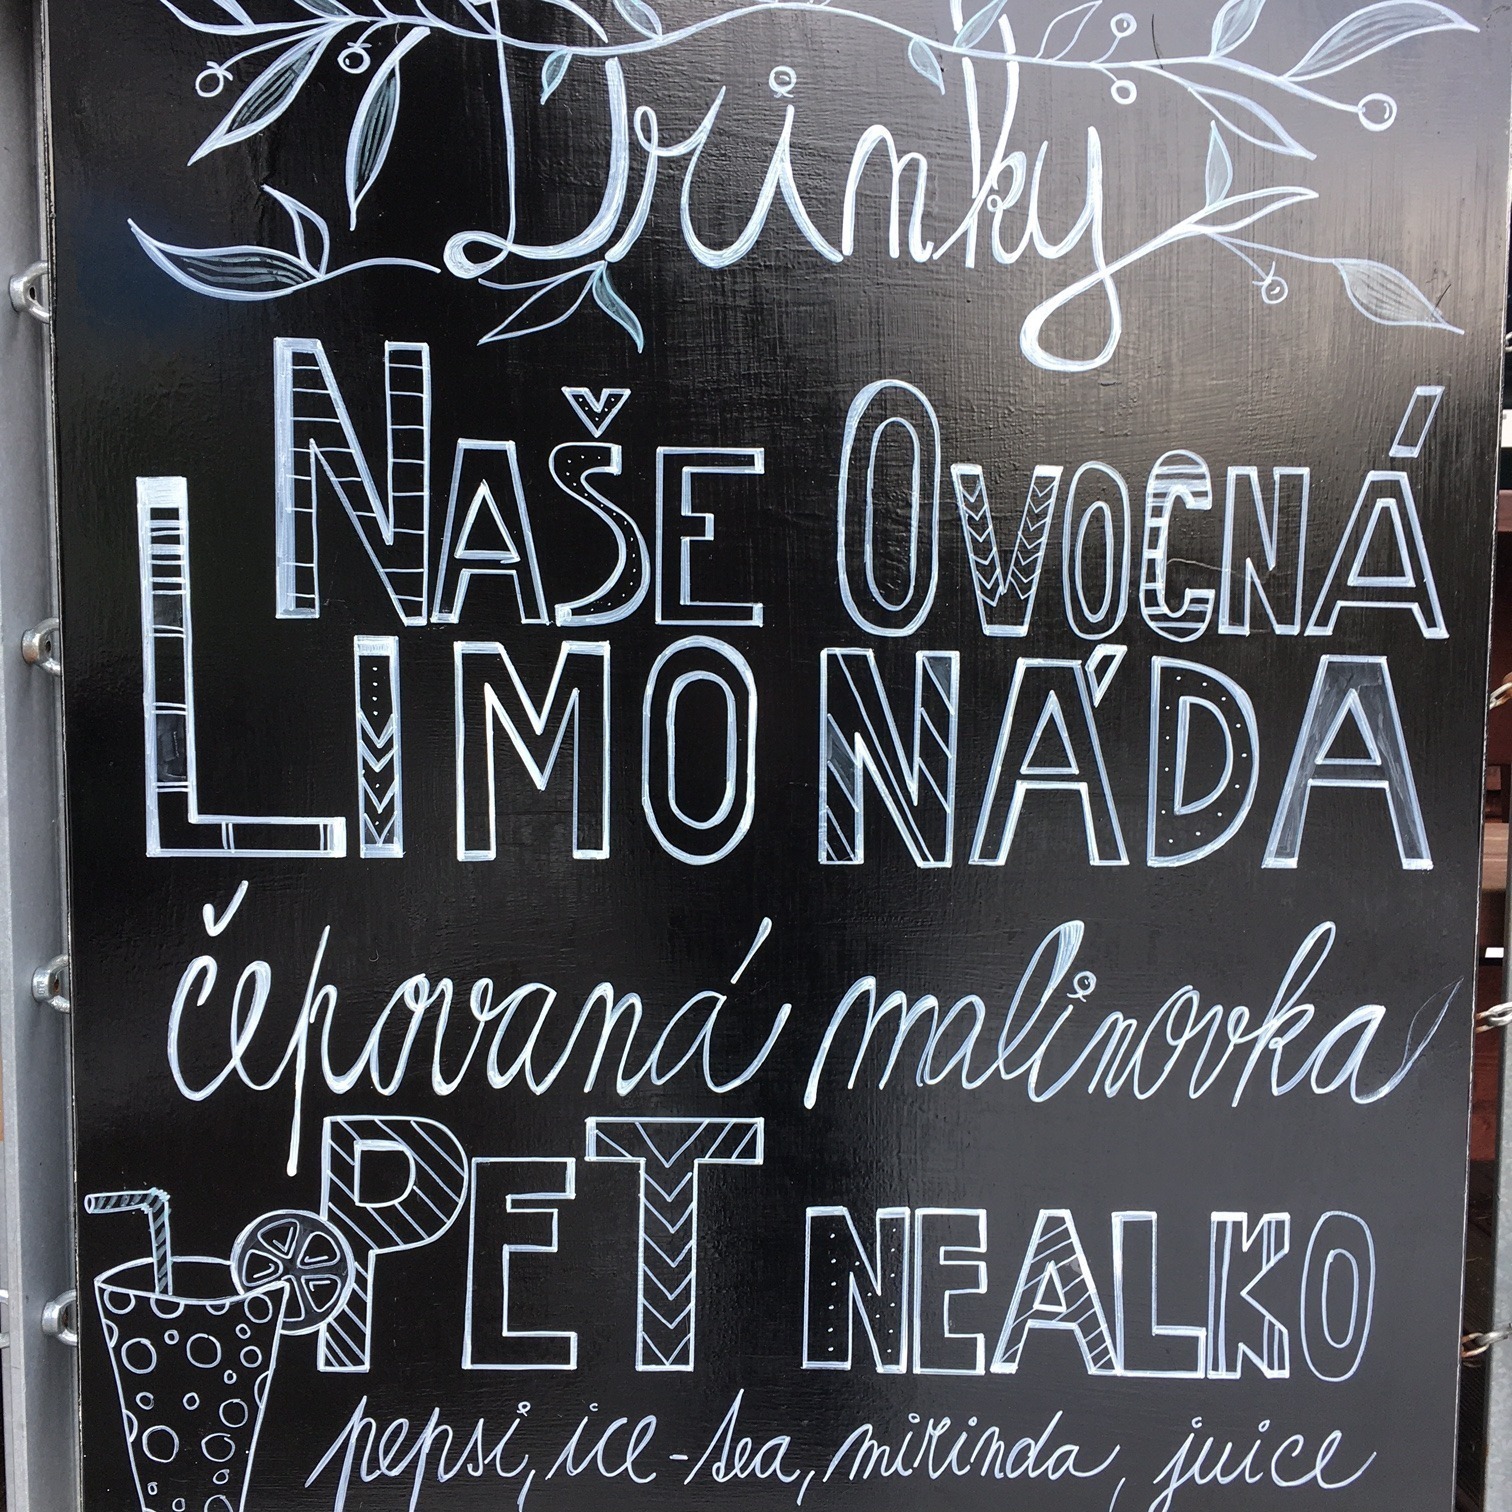 Drinky
NAŠE OVOCNÁ
LIMONÁDA
čepovaná malinovka
PET NEALKO
pepsi, ice-tea, mirinda, juice